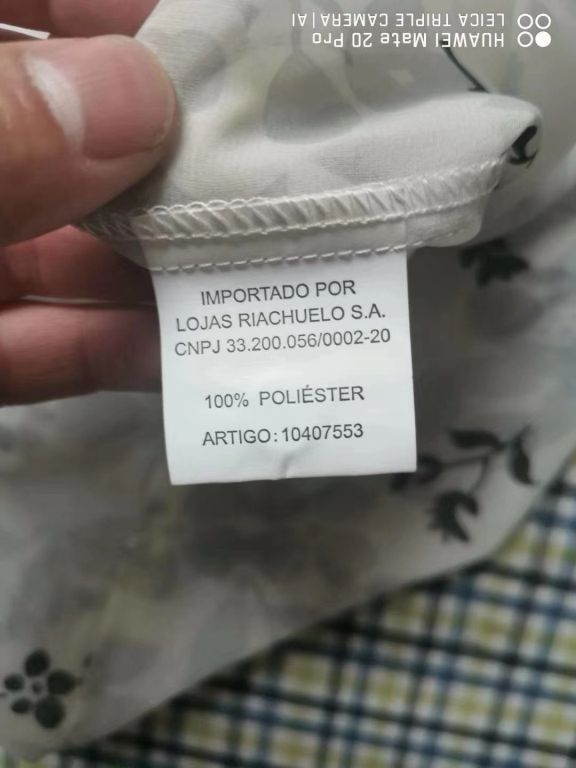 HUAWEI Mate 20 Pro
LEICA TRIPLE CAMERA | AI
IMPORTADO POR
LOJAS RIACHUELO S.A.
CNPJ 33.200.056/0002-20
100% POLIÉSTER
ARTIGO: 10407553